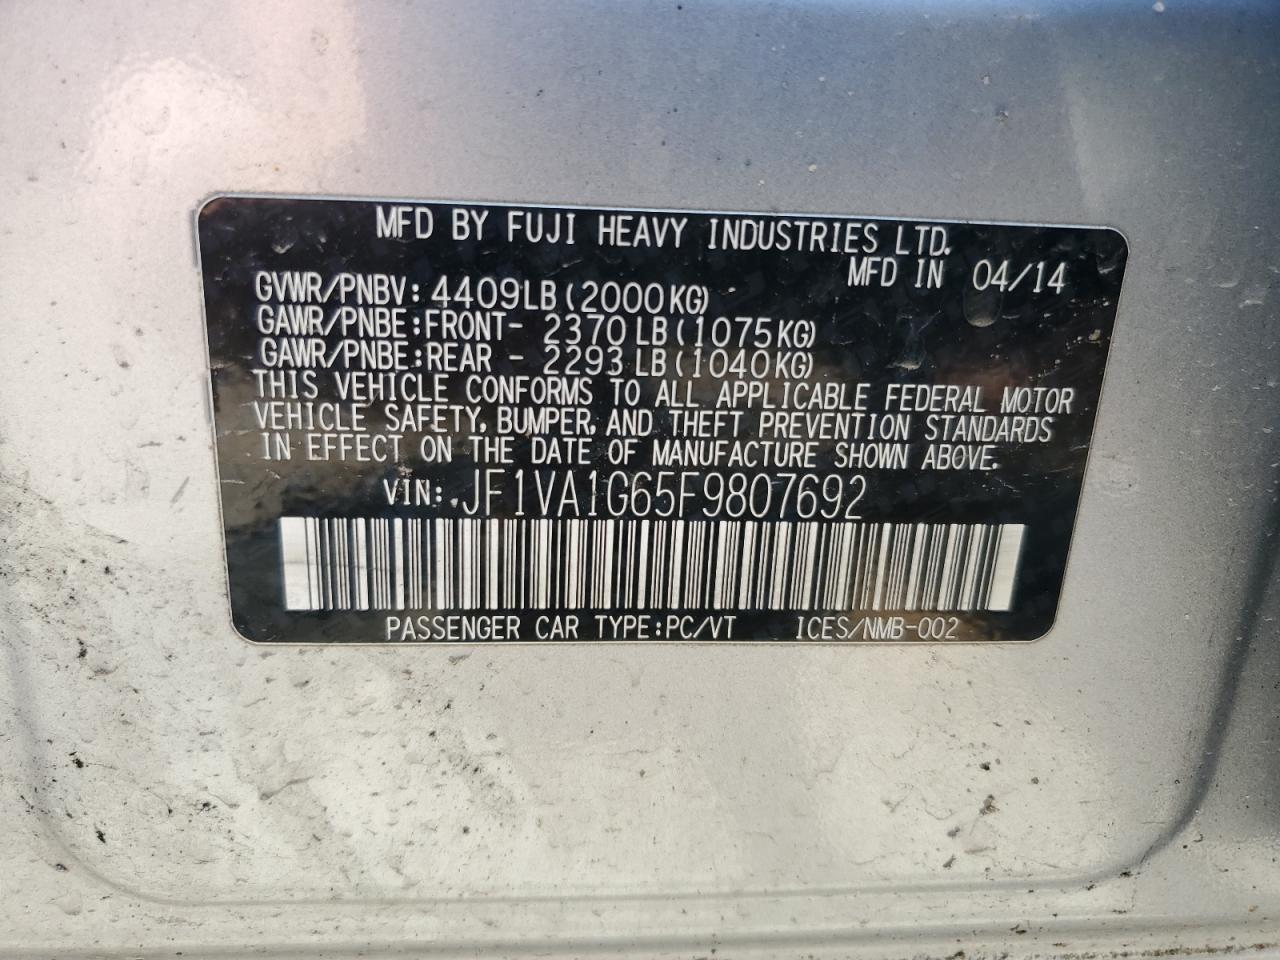 MFD BY FUJI HEAVY INDUSTRIES LTD.
MFD IN 04/14
GVWR/PNBV: 4409LB (2000KG)
GAWR/PNBE:FRONT- 2370LB (1075KG)
GAWR/PNBE:REAR - 2293LB (1040KG)
THIS VEHICLE CONFORMS TO ALL APPLICABLE FEDERAL MOTOR
VEHICLE SAFETY, BUMPER, AND THEFT PREVENTION STANDARDS
IN EFFECT ON THE DATE OF MANUFACTURE SHOWN ABOVE.
VIN: JF1VA1G65F9807692
PASSENGER CAR TYPE:PC/VT ICES/NMB-002